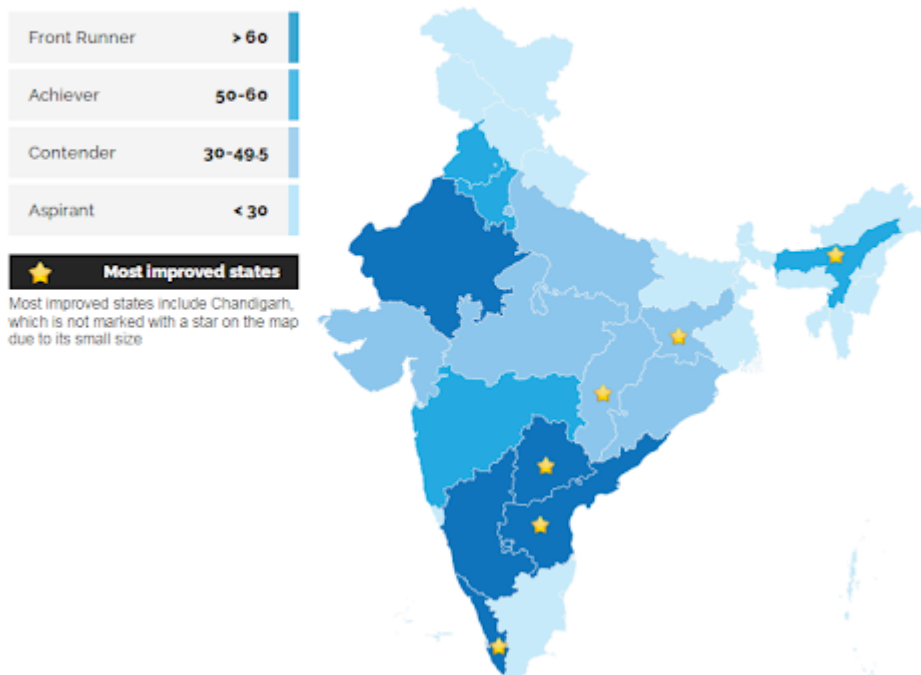 Front Runner > 60
Achiever 50-60
Contender 30-49.5
Aspirant < 30
Most improved states
Most improved states include Chandigarh,
which is not marked with a star on the map
due to its small size